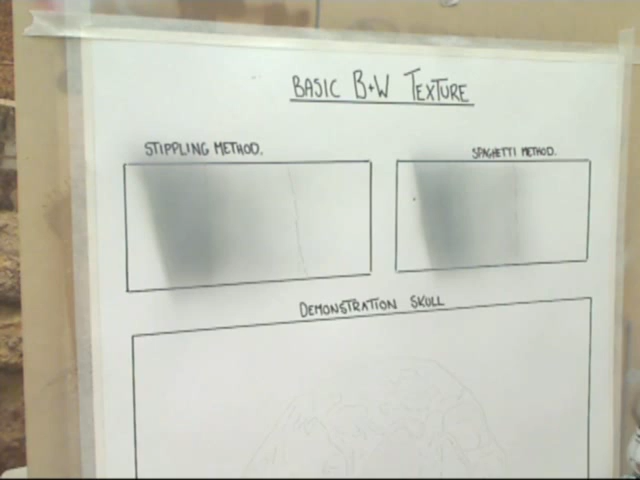 BASIC B+W TEXTURE
STIPPLING METHOD.
SPAGHETTI METHOD.
DEMONSTRATION SKULL